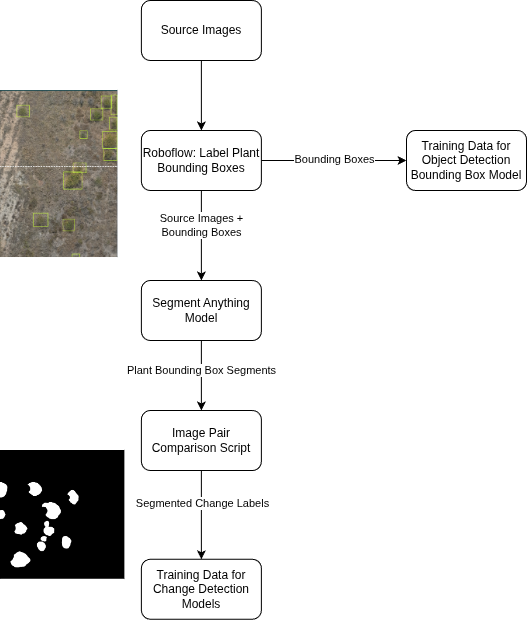 Source Images
Roboflow: Label Plant
Bounding Boxes
Bounding Boxes
Training Data for
Object Detection
Bounding Box Model
Source Images +
Bounding Boxes
Segment Anything
Model
Plant Bounding Box Segments
Image Pair
Comparison Script
Segmented Change Labels
Training Data for
Change Detection
Models